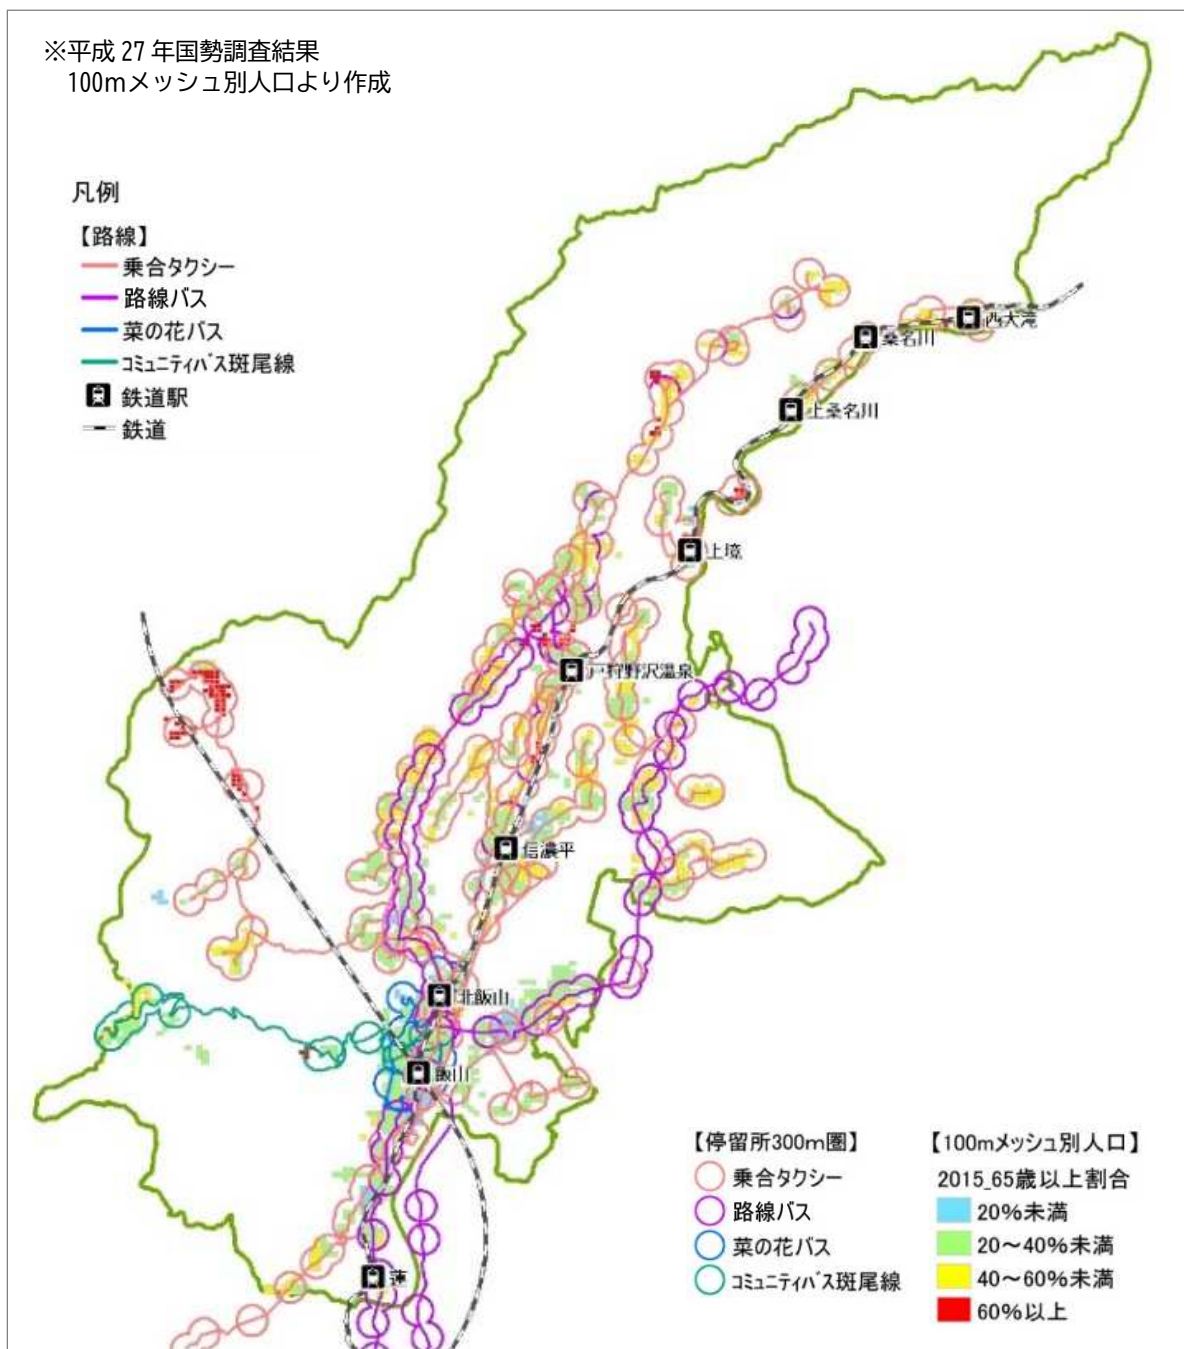 ※平成 27 年国勢調査結果
100mメッシュ別人口より作成
凡例
【路線】
乗合タクシー
路線バス
菜の花バス
コミュニティバス斑尾線
鉄道駅
鉄道
西大滝
桑名川
上桑名川
上境
戸狩野沢温泉
信濃平
北飯山
飯山
蓮
【停留所300m圏】
乗合タクシー
路線バス
菜の花バス
コミュニティバス斑尾線
【100mメッシュ別人口】
2015_65歳以上割合
20%未満
20～40%未満
40～60%未満
60%以上